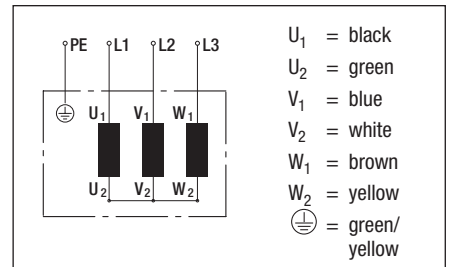 PE L1 L2 L3
U1 V1 W1
U2 V2 W2
U1 = black
U2 = green
V1 = blue
V2 = white
W1 = brown
W2 = yellow
= green/
yellow